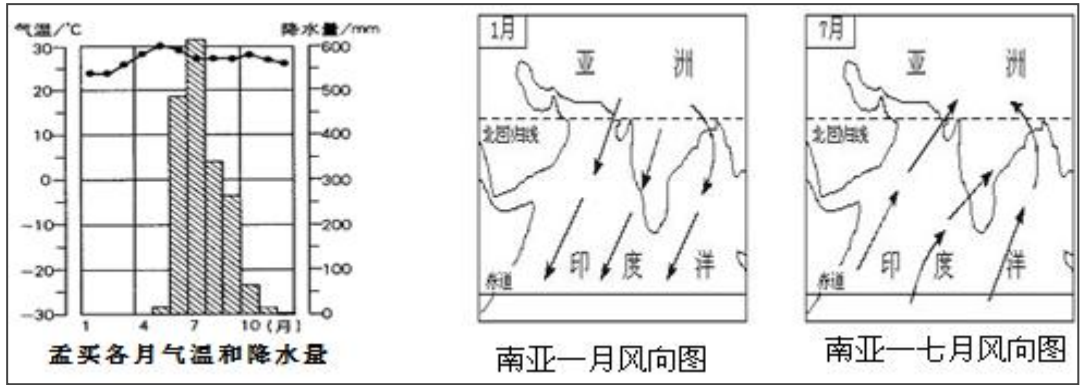 气温/℃
降水量/mm
30
20
10
0
-10
-20
-30
600
500
400
300
200
100
0
1 4 7 10 (月)
孟买各月气温和降水量
1月
亚 洲
北回归线
印 度 洋
赤道
南亚一月风向图
7月
亚 洲
北回归线
印 度 洋
赤道
南亚一七月风向图